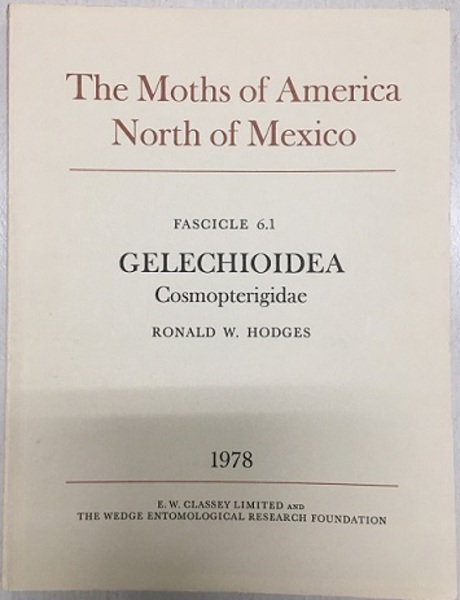 The Moths of America
North of Mexico
FASCICLE 6.1
GELECHIOIDEA
Cosmopterigidae
RONALD W. HODGES
1978
E. W. CLASSEY LIMITED AND
THE WEDGE ENTOMOLOGICAL RESEARCH FOUNDATION